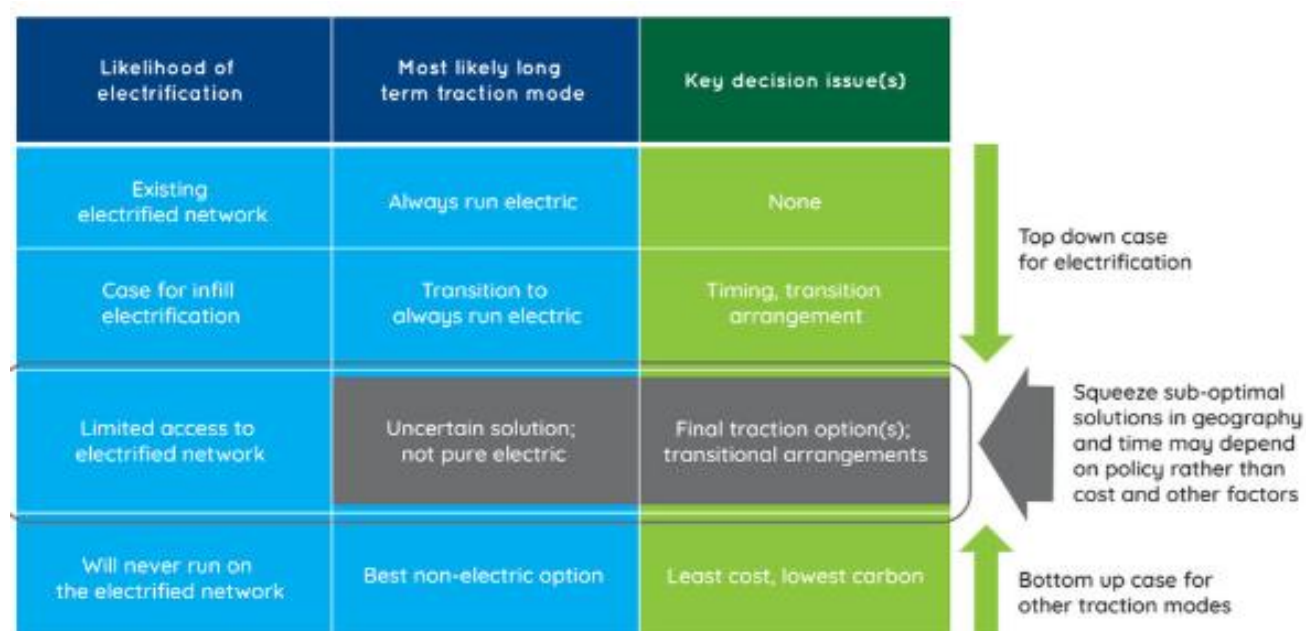 Likelihood of
electrification
Most likely long
term traction mode
Key decision issue(s)
Existing
electrified network
Always run electric
None
Case for infill
electrification
Transition to
always run electric
Timing, transition
arrangement
Top down case
for electrification
Limited access to
electrified network
Uncertain solution;
not pure electric
Final traction option(s);
transitional arrangements
Squeeze sub-optimal
solutions in geography
and time may depend
on policy rather than
cost and other factors
Will never run on
the electrified network
Best non-electric option
Least cost, lowest carbon
Bottom up case for
other traction modes